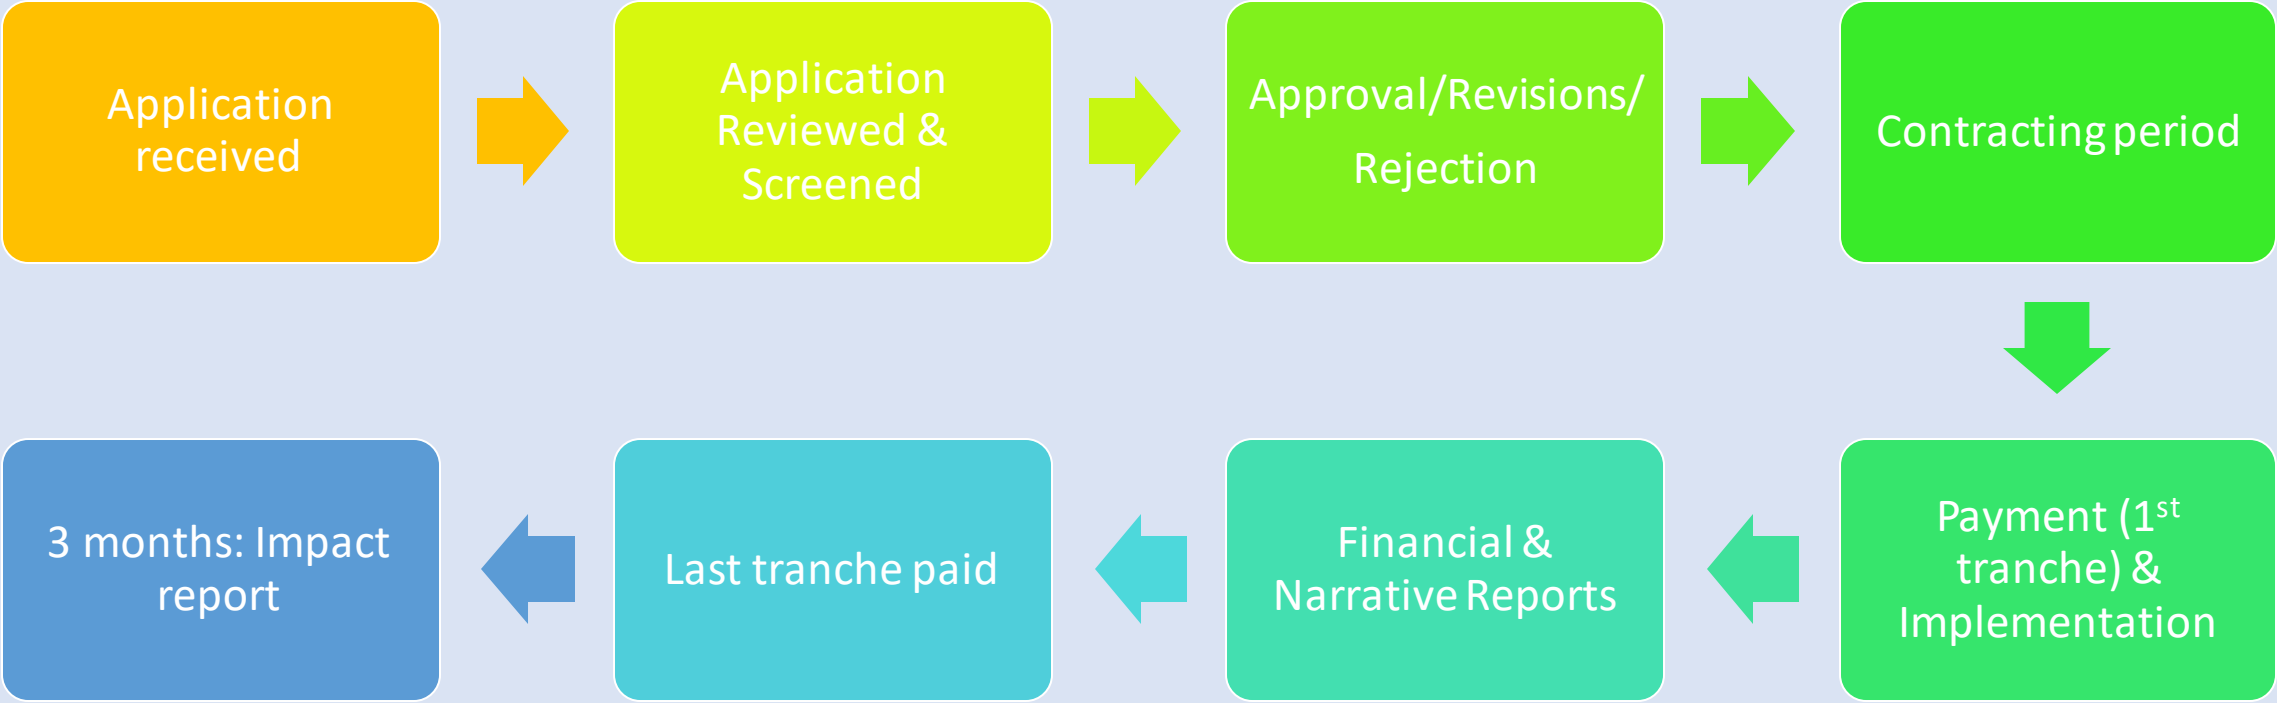 Application
received
Application
Reviewed &
Screened
Approval/Revisions/
Rejection
Contracting period
Payment (1st
tranche) &
Implementation
Financial &
Narrative Reports
Last tranche paid
3 months: Impact
report